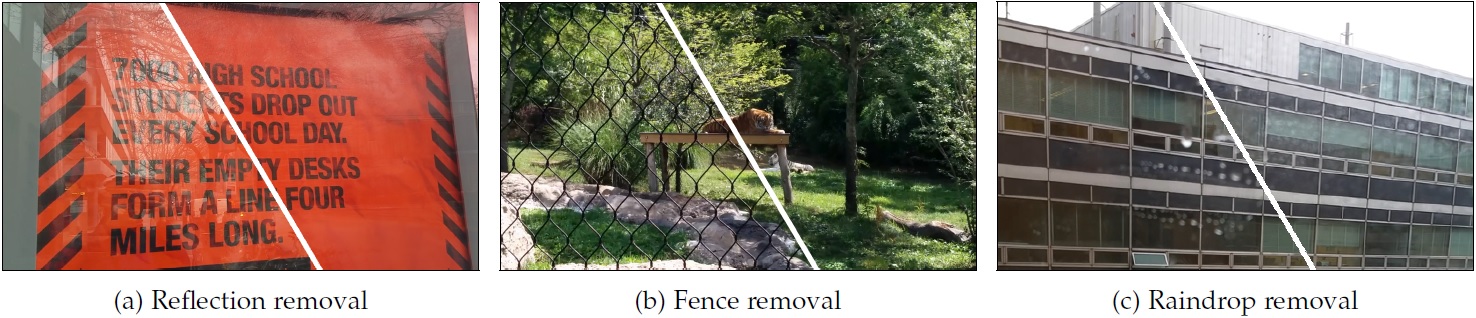 7000 HIGH SCHOOL
STUDENTS DROP OUT
EVERY SCHOOL DAY.
THEIR EMPTY DESKS
FORM A LINE FOUR
MILES LONG.
(a) Reflection removal
(b) Fence removal
(c) Raindrop removal